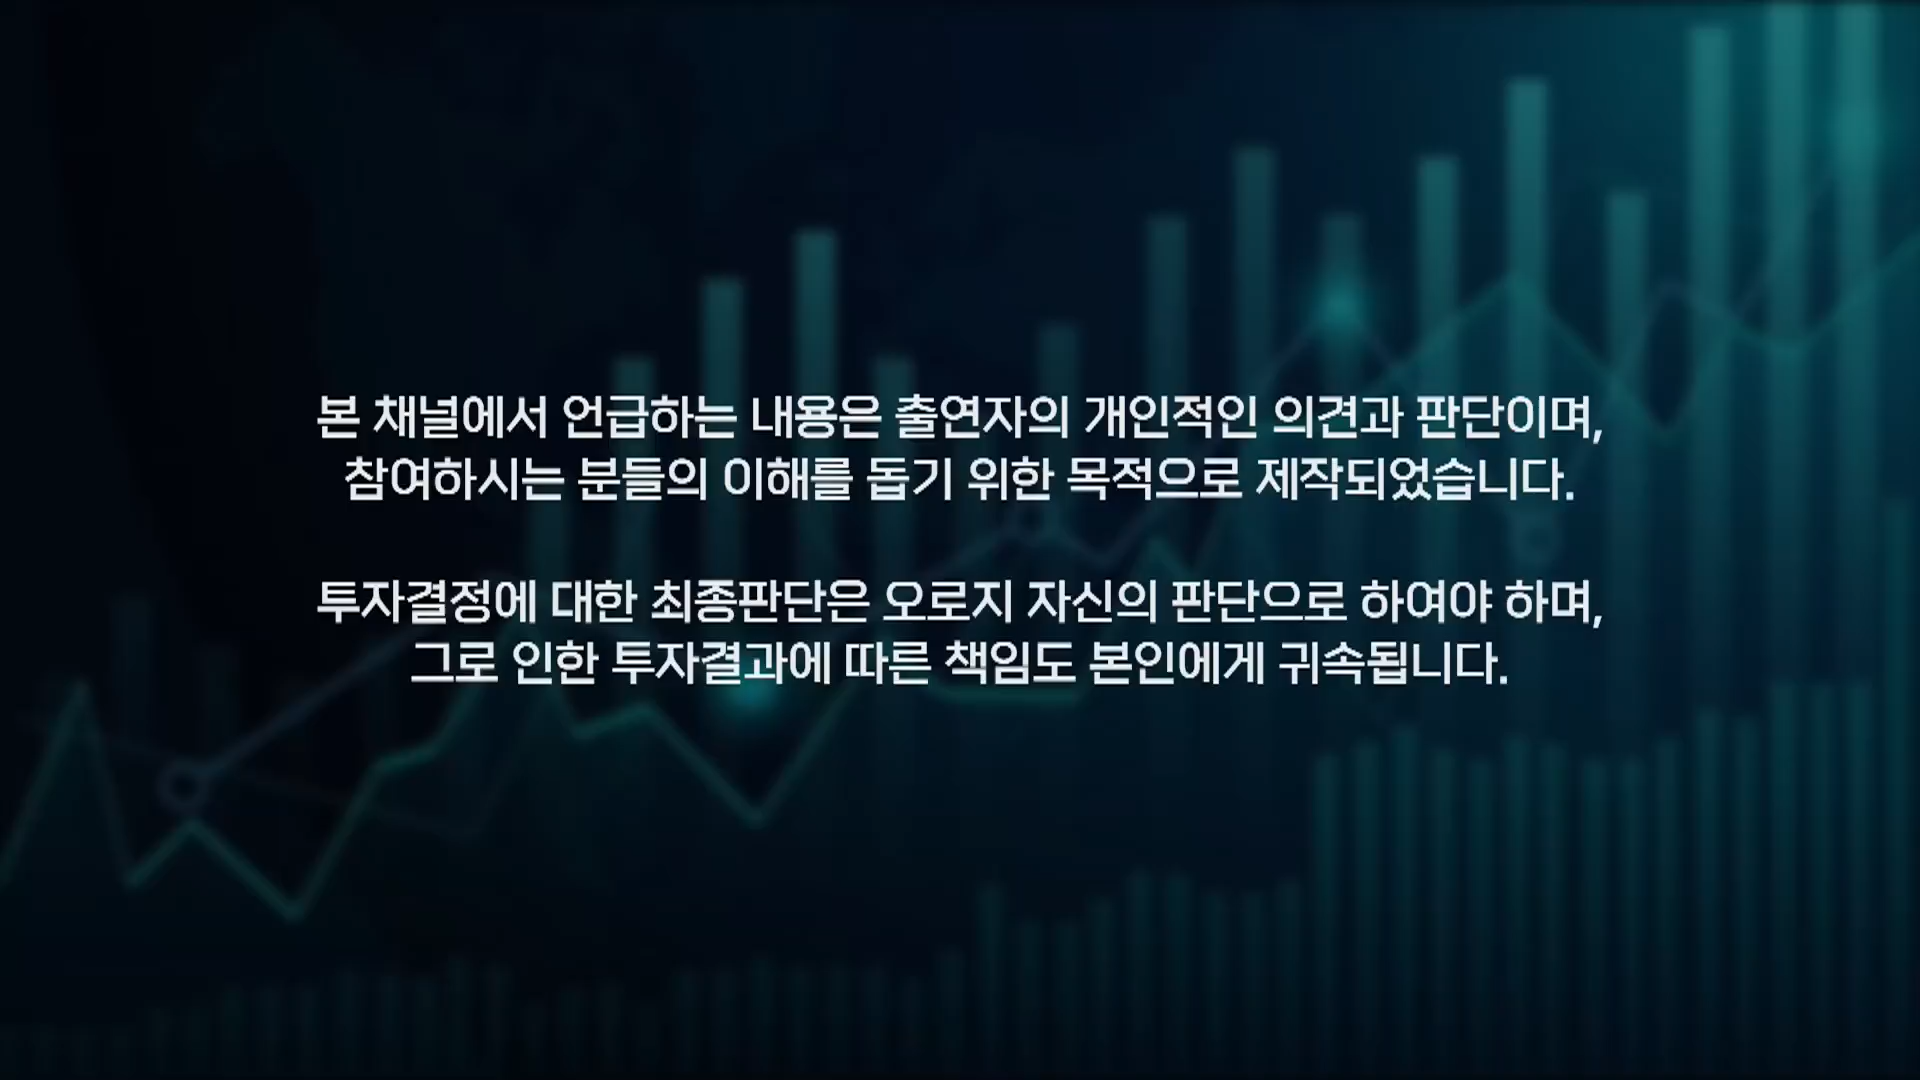 본 채널에서 언급하는 내용은 출연자의 개인적인 의견과 판단이며,
참여하시는 분들의 이해를 돕기 위한 목적으로 제작되었습니다.
투자결정에 대한 최종판단은 오로지 자신의 판단으로 하여야 하며,
그로 인한 투자결과에 따른 책임도 본인에게 귀속됩니다.